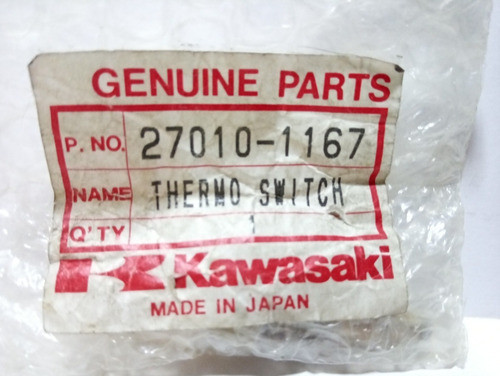 GENUINE PARTS
P. NO. 27010-1167
NAME THERMO SWITCH
Q'TY 1
Kawasaki
MADE IN JAPAN